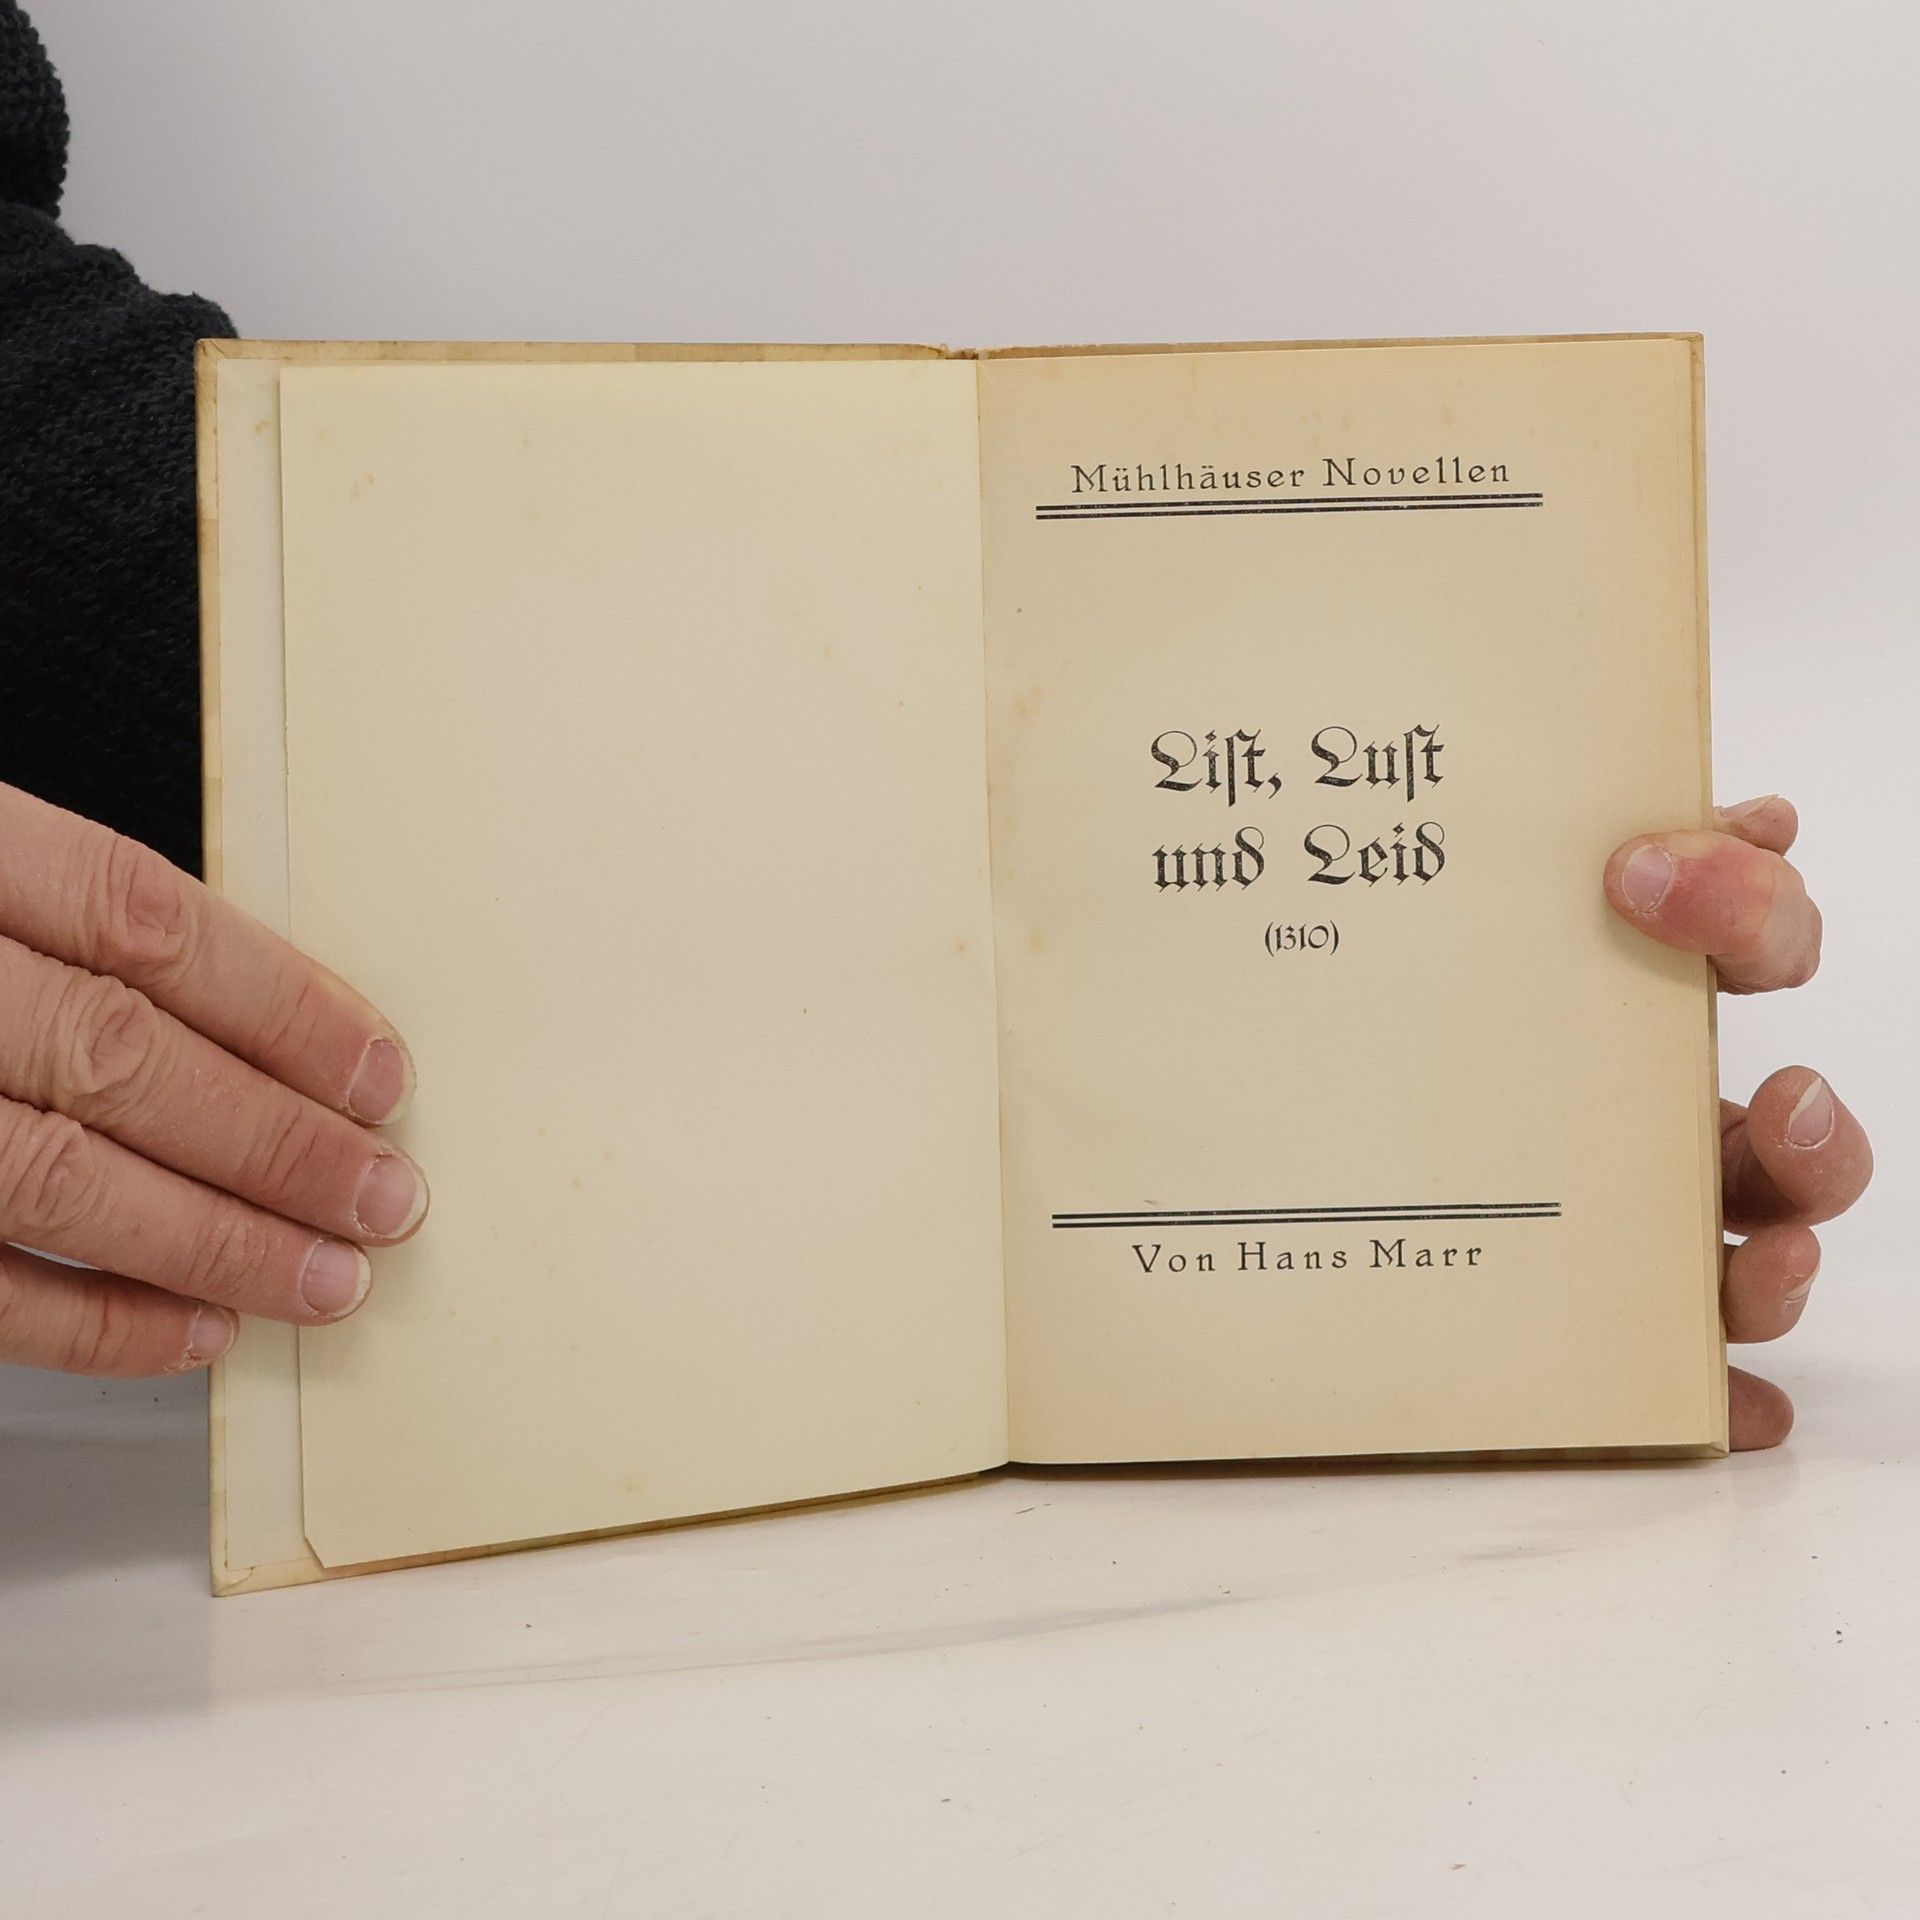 Mühlhäuser Novellen
Liſt, Luſt
und Leid
(1310)
Von Hans Marr